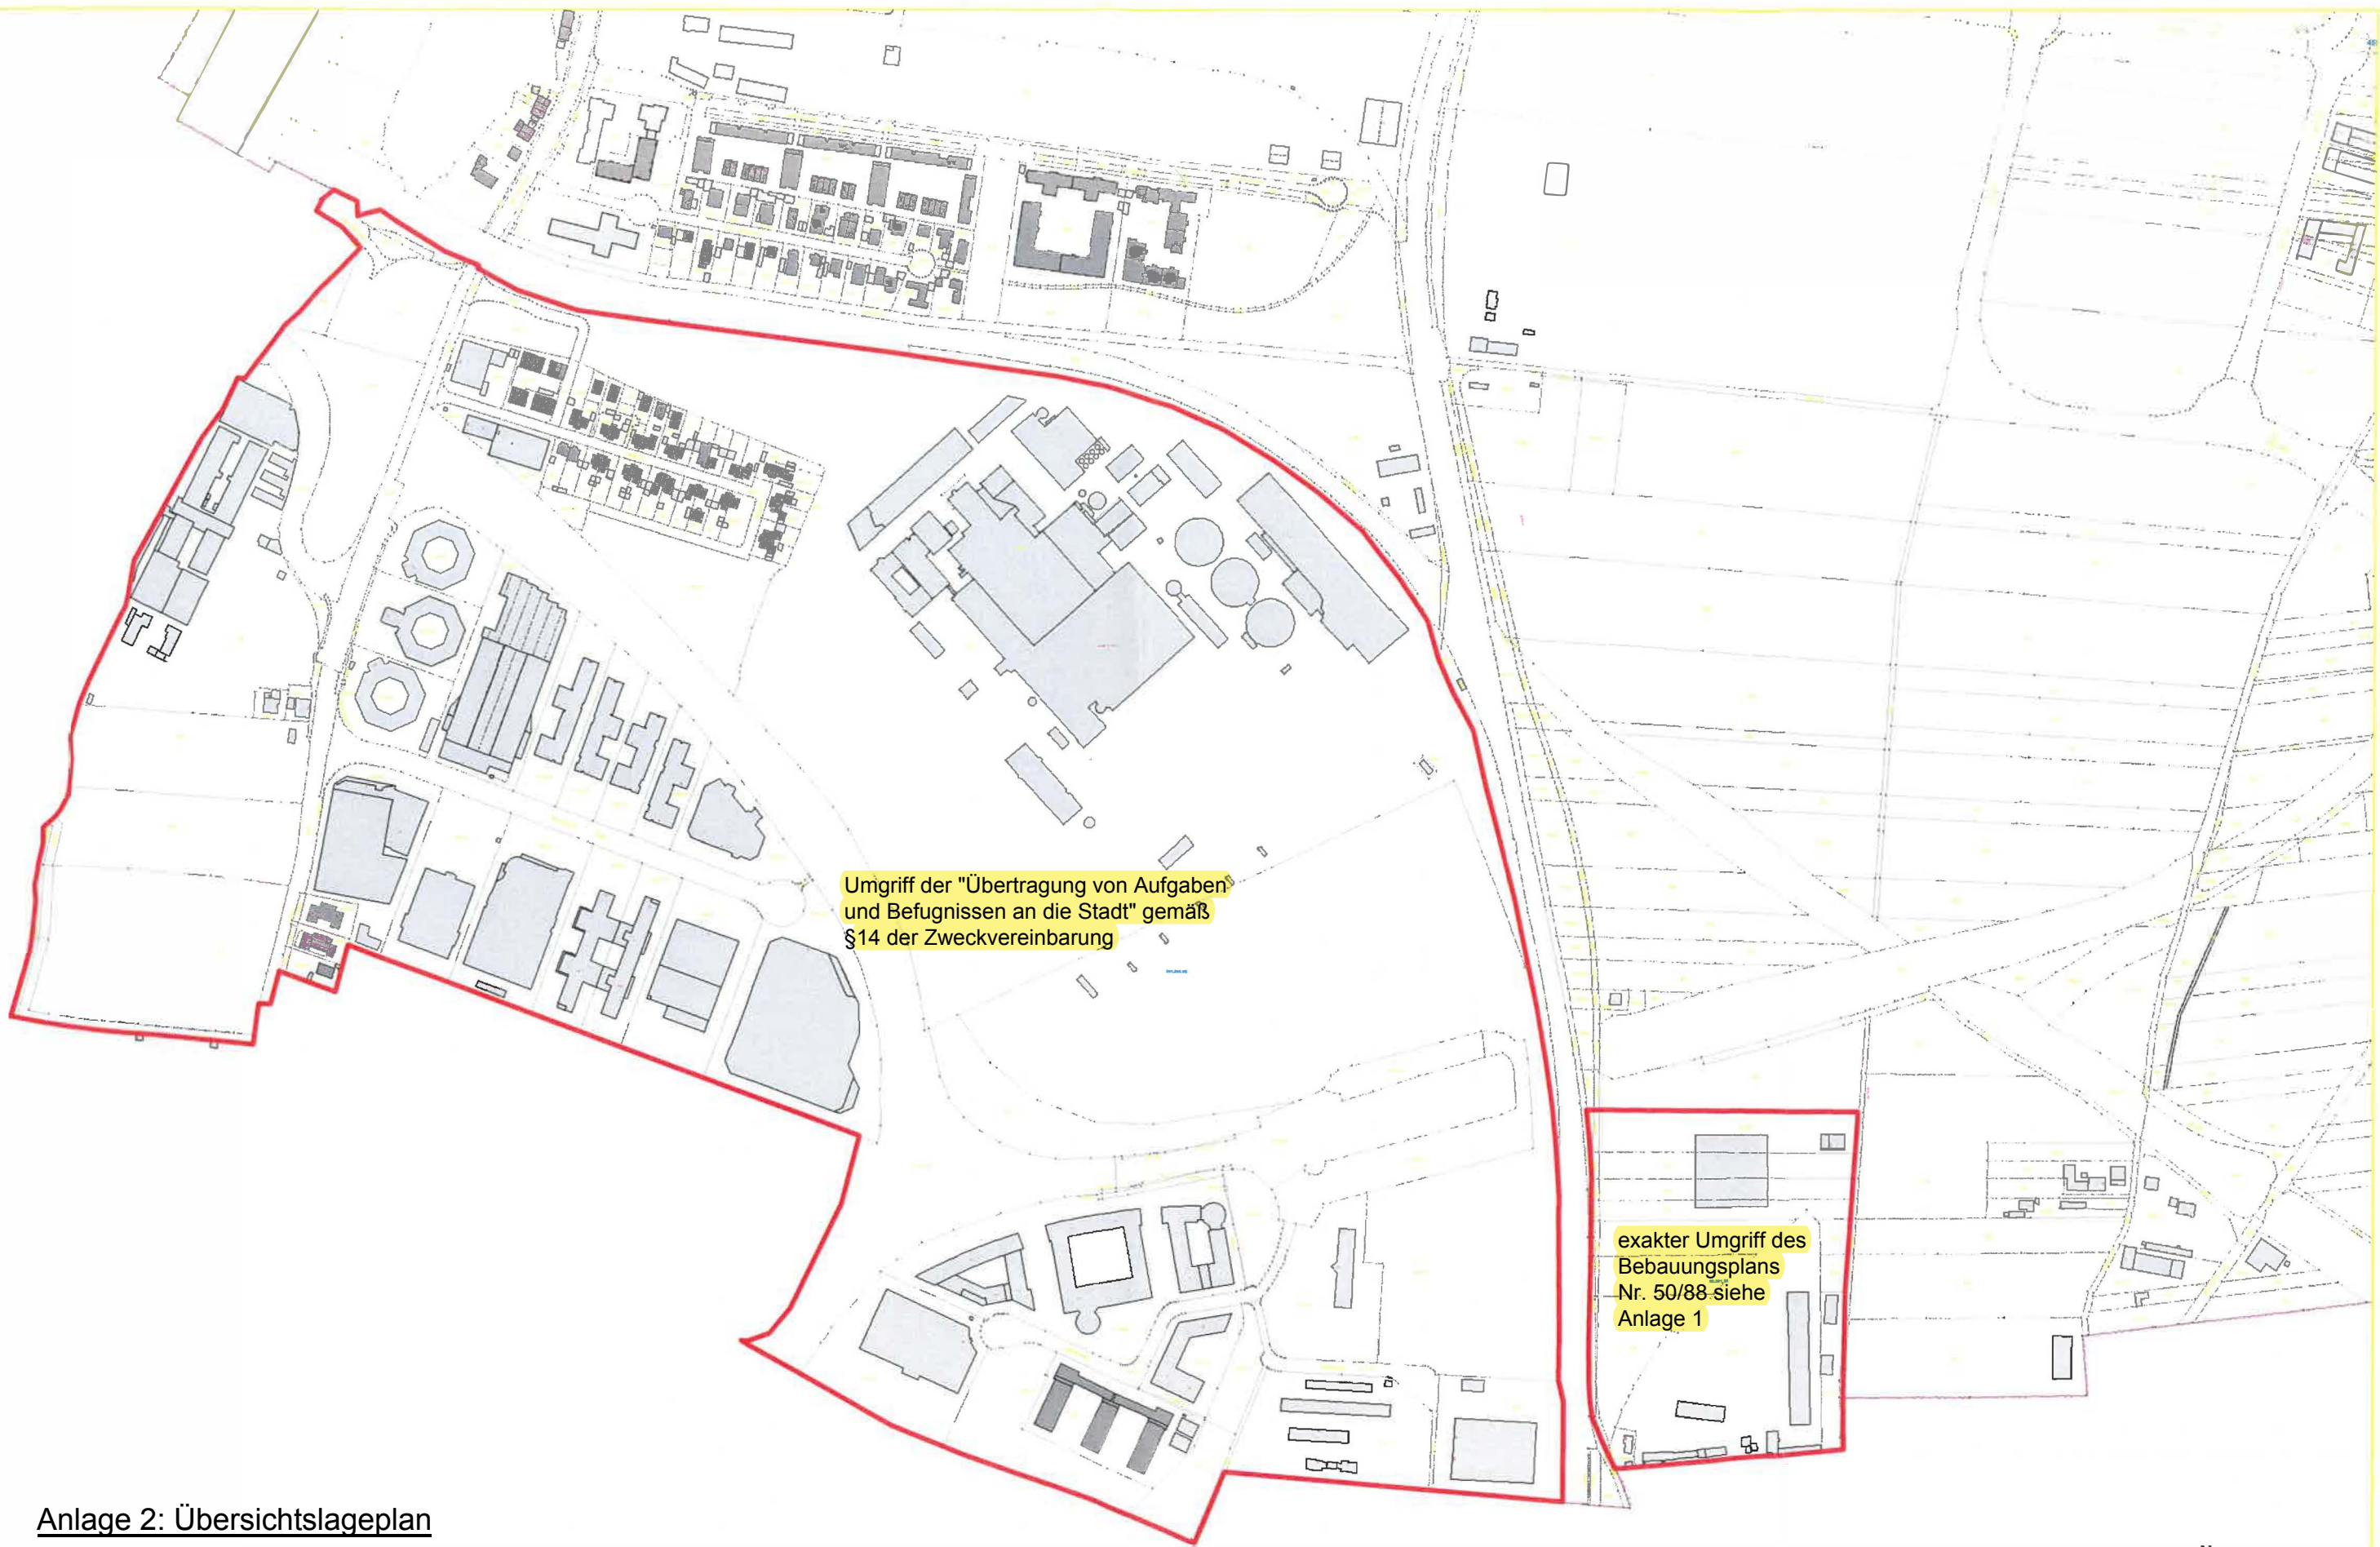 Umgriff der "Übertragung von Aufgaben
und Befugnissen an die Stadt" gemäß
§14 der Zweckvereinbarung
exakter Umgriff des
Bebauungsplans
Nr. 50/88 siehe
Anlage 1
Anlage 2: Übersichtslageplan